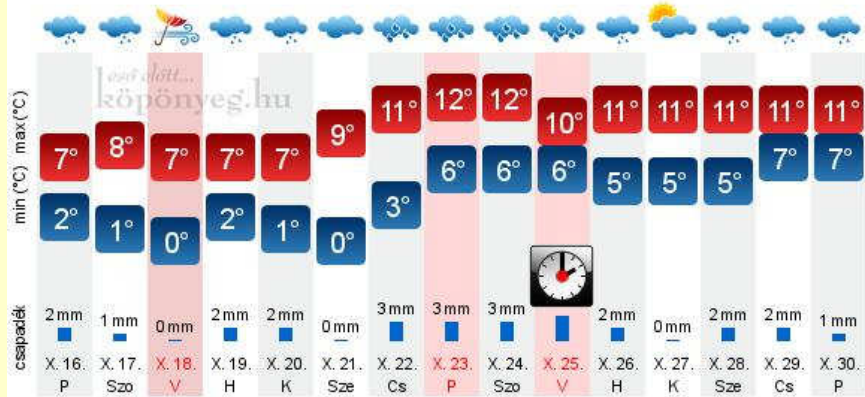 eső előtt...
köpönyeg.hu
max (°C)
7° 8° 7° 7° 7° 9° 11° 12° 12° 10° 11° 11° 11° 11° 11°
min (°C)
2° 1° 0° 2° 1° 0° 3° 6° 6° 6° 5° 5° 5° 7° 7°
csapadék
2 mm 1 mm 0 mm 2 mm 2 mm 0 mm 3 mm 3 mm 3 mm 2 mm 0 mm 2 mm 2 mm 1 mm
X. 16. X. 17. X. 18. X. 19. X. 20. X. 21. X. 22. X. 23. X. 24. X. 25. X. 26. X. 27. X. 28. X. 29. X. 30.
P Szo V H K Sze Cs P Szo V H K Sze Cs P